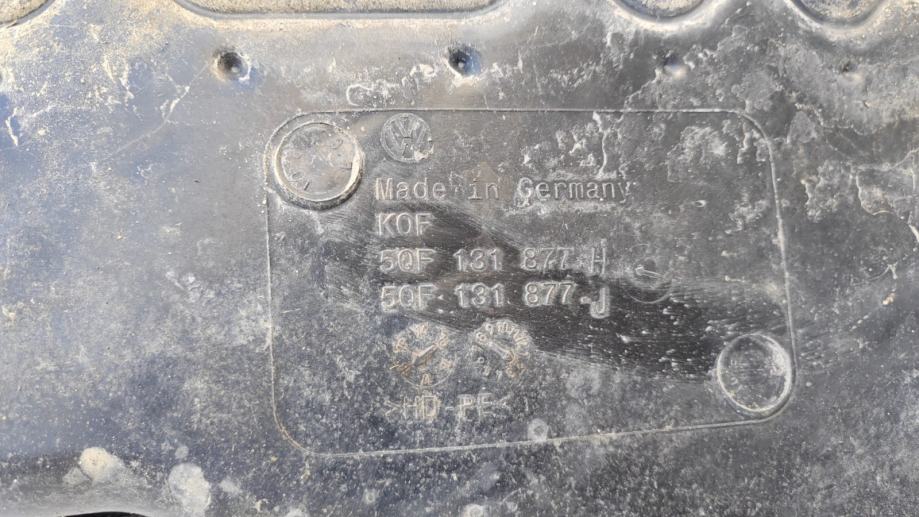 Made in Germany
KOF
5QF 131 877 H
5QF 131 877 J
>HD-PE<